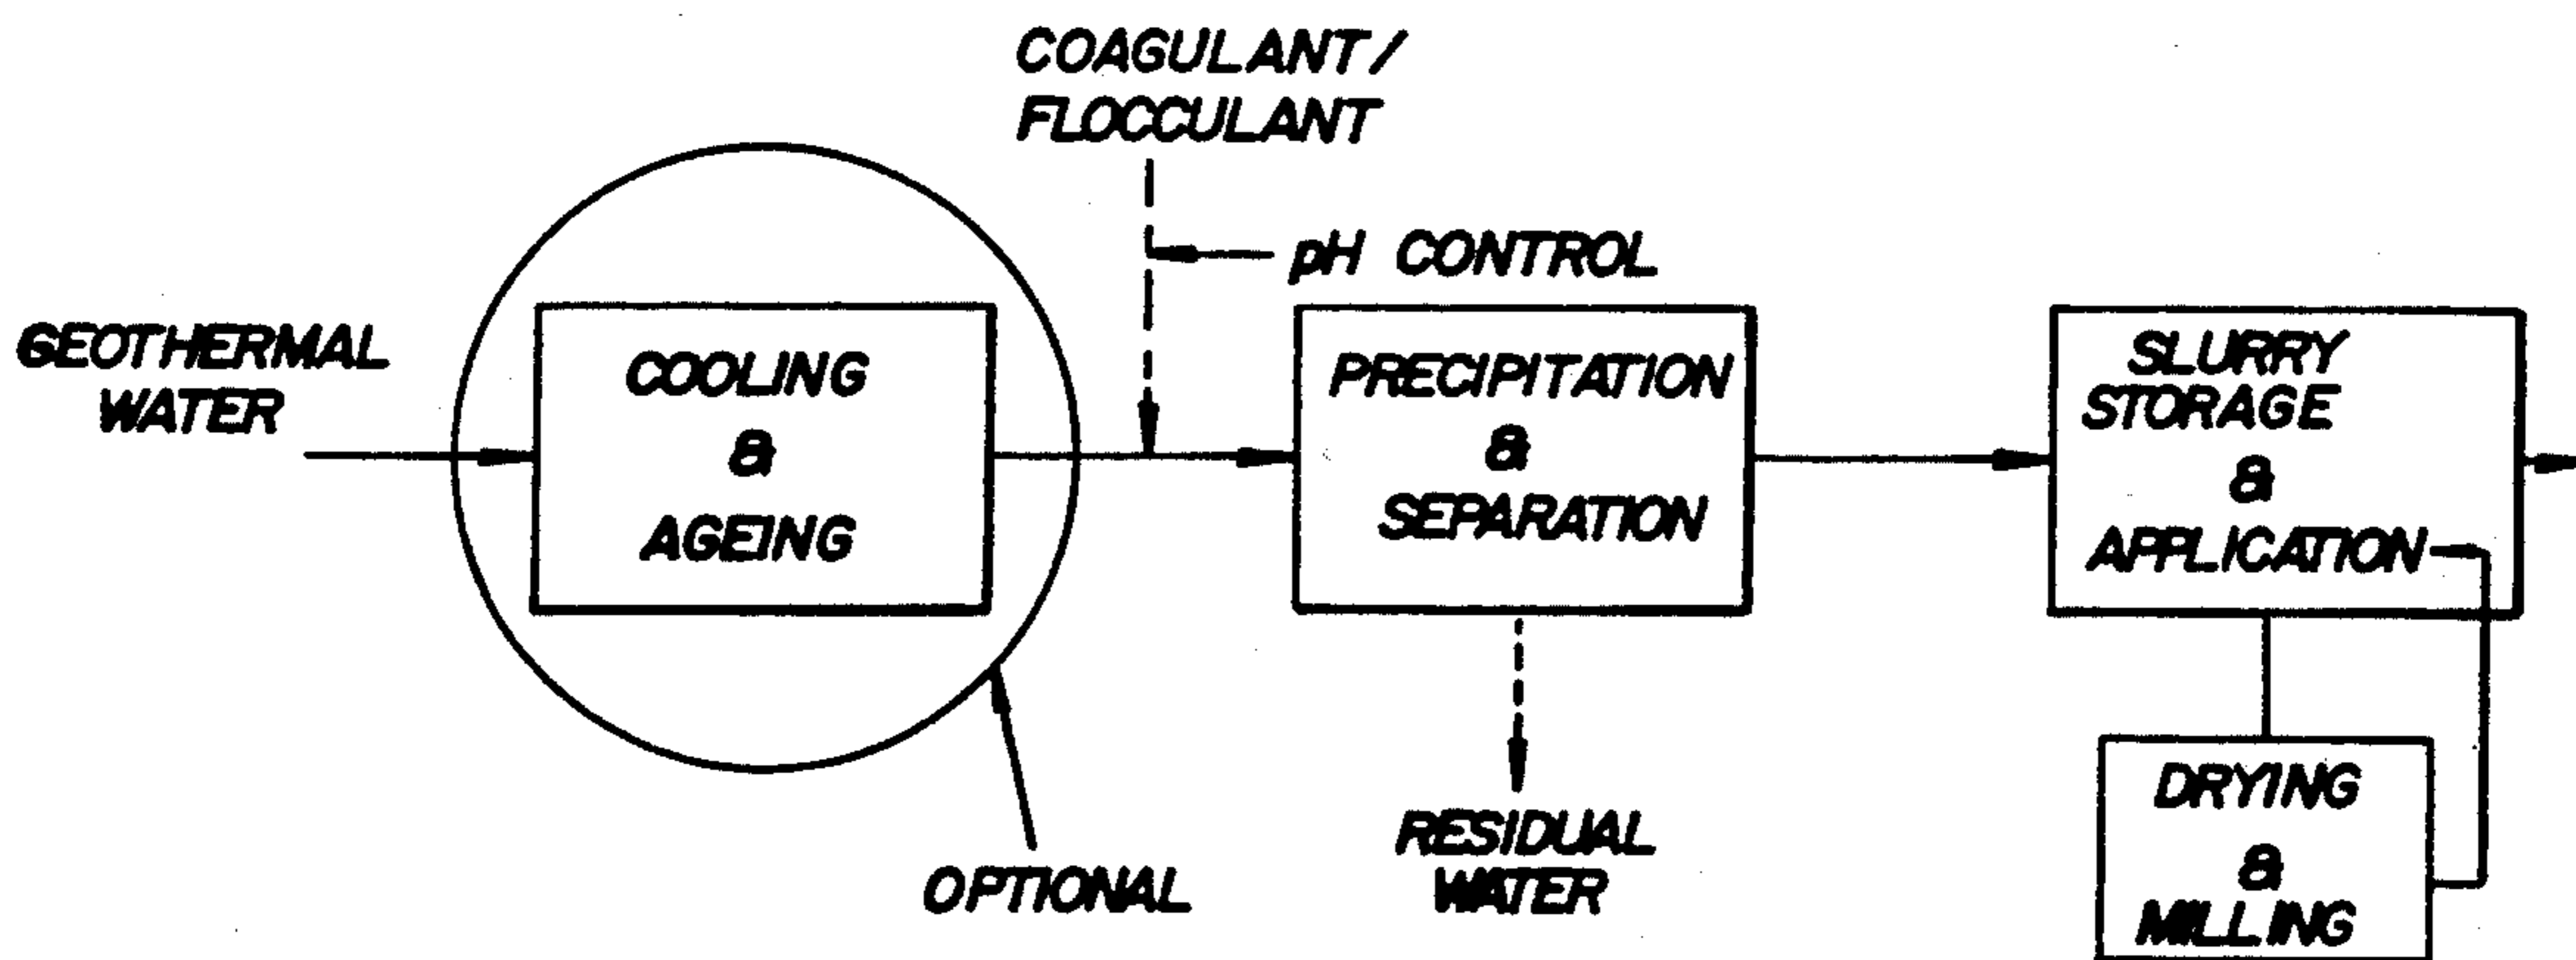 COAGULANT/
FLOCCULANT
pH CONTROL
GEOTHERMAL
WATER
COOLING
&
AGEING
PRECIPITATION
&
SEPARATION
SLURRY
STORAGE
&
APPLICATION
OPTIONAL
RESIDUAL
WATER
DRYING
&
MILLING